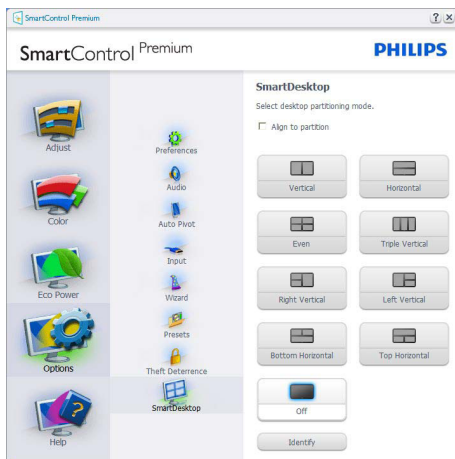 SmartControl Premium
SmartControl Premium
PHILIPS
Adjust
Color
Eco Power
Options
Help
Preferences
Audio
Auto Pivot
Input
Wizard
Presets
Theft Deterrence
SmartDesktop
SmartDesktop
Select desktop partitioning mode.
Align to partition
Vertical
Horizontal
Even
Triple Vertical
Right Vertical
Left Vertical
Bottom Horizontal
Top Horizontal
Off
Identify